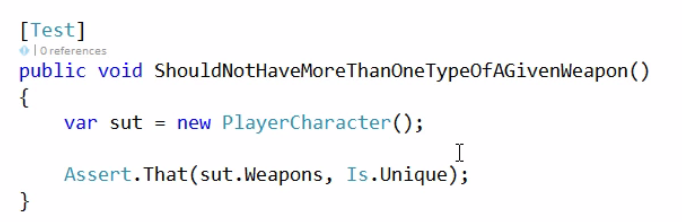 [Test]
| 0 references
public void ShouldNotHaveMoreThanOneTypeOfAGivenWeapon()
{
    var sut = new PlayerCharacter();
    Assert.That(sut.Weapons, Is.Unique);
}